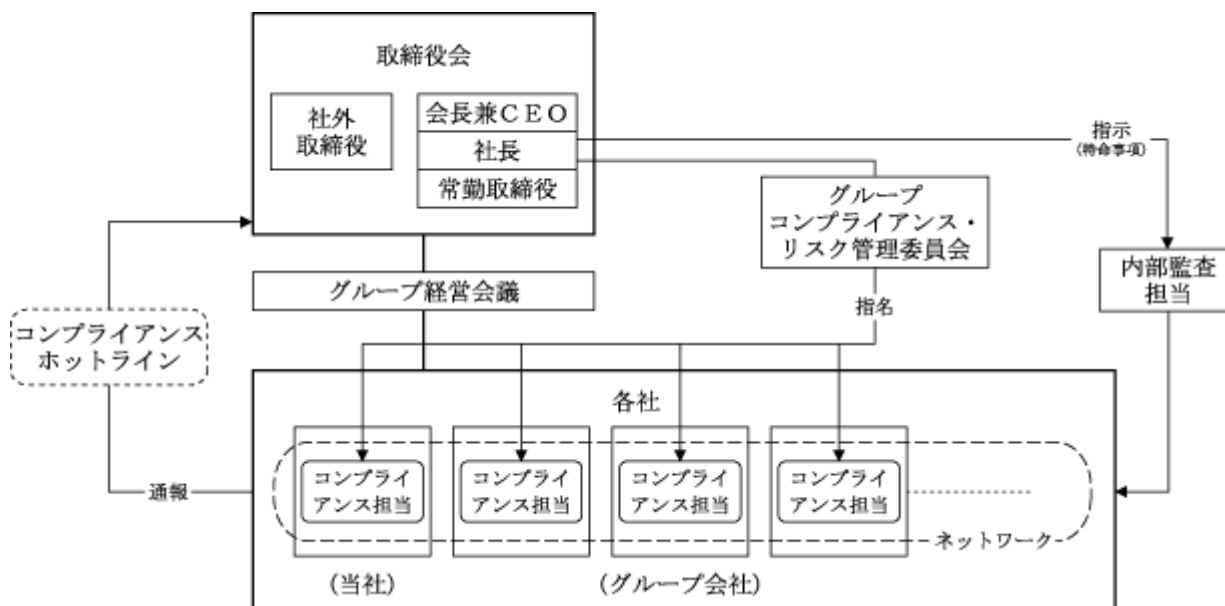 取締役会
社外
取締役
会長兼CEO
社長
常勤取締役
指示
(特命事項)
グループ
コンプライアンス・
リスク管理委員会
内部監査
担当
グループ経営会議
指名
コンプライアンス
ホットライン
各社
コンプライ
アンス担当
コンプライ
アンス担当
コンプライ
アンス担当
コンプライ
アンス担当
通報
ネットワーク
(当社)
(グループ会社)